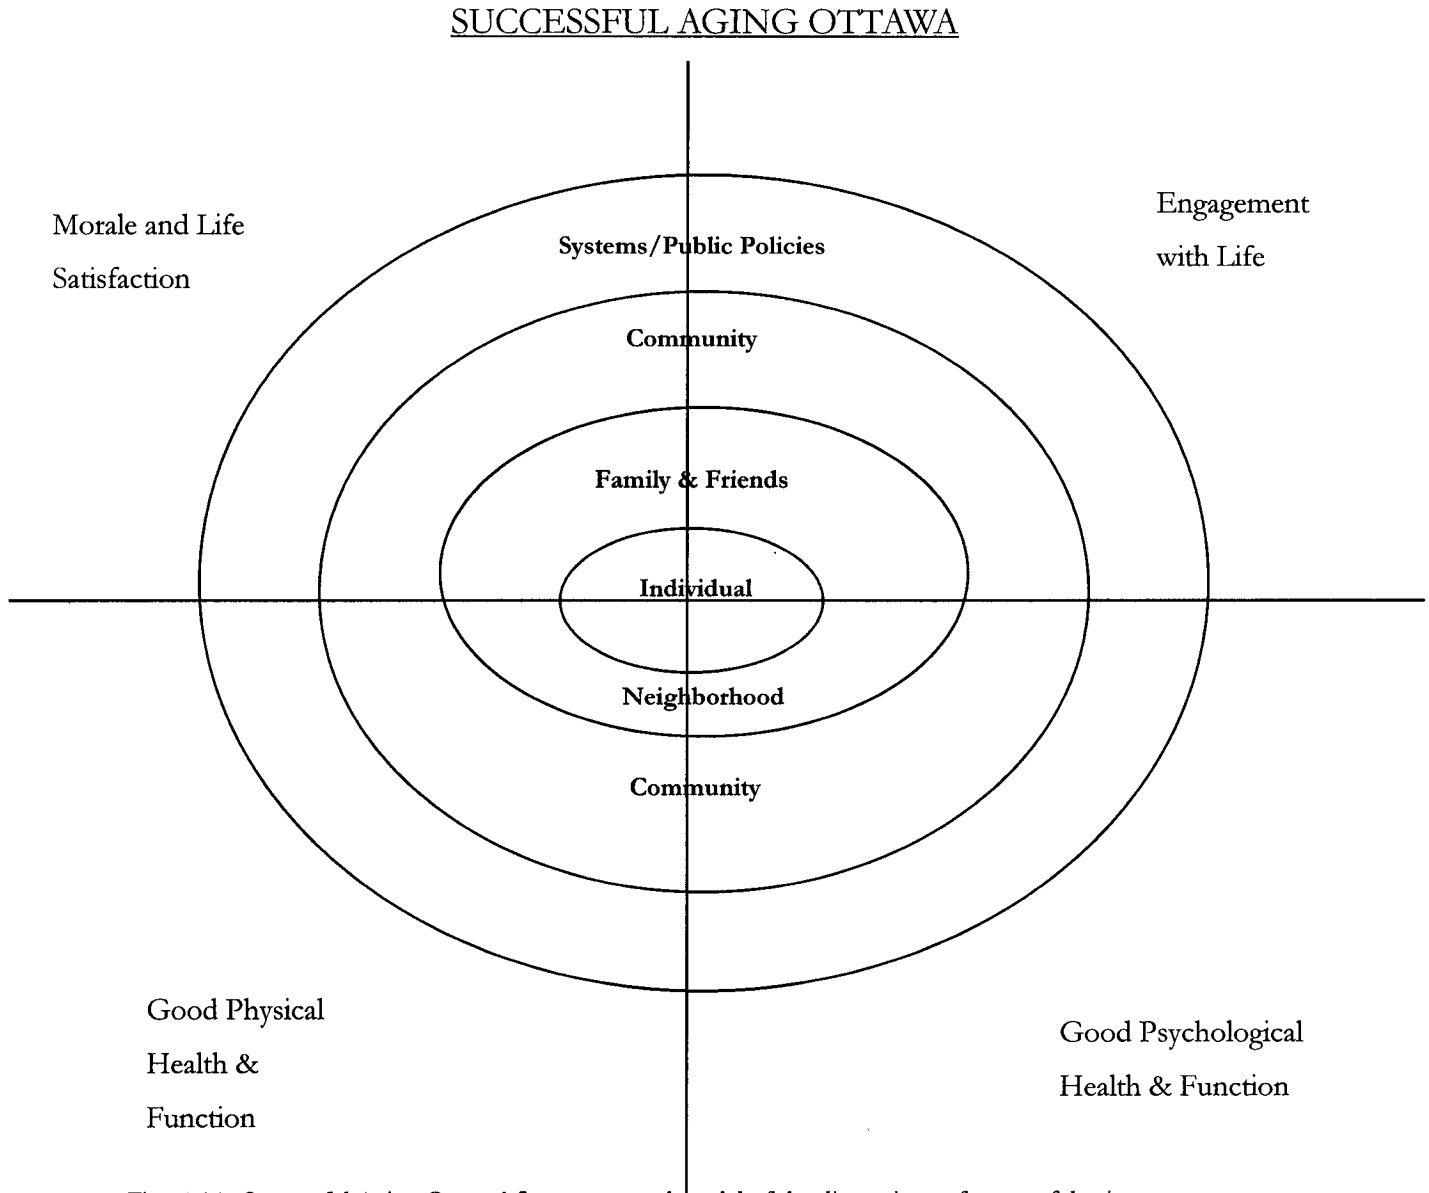 SUCCESSFUL AGING OTTAWA
Morale and Life
Satisfaction
Engagement
with Life
Systems/Public Policies
Community
Family & Friends
Individual
Neighborhood
Community
Good Physical
Health &
Function
Good Psychological
Health & Function